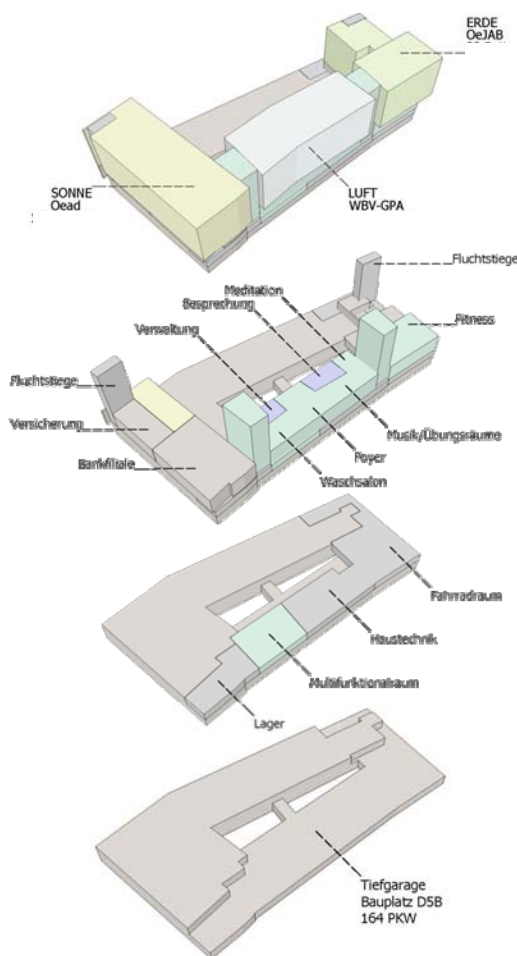 ERDE
OeJAB
SONNE
Oead
LUFT
WBV-GPA
Fluchtstiege
Meditation
Besprechung
Verwaltung
Fitness
Fluchtstiege
Versicherung
Musik/Übungsräume
Bankfiliale
Foyer
Waschsalon
Fahrradraum
Haustechnik
Multifunktionalraum
Lager
Tiefgarage
Bauplatz D5B
164 PKW